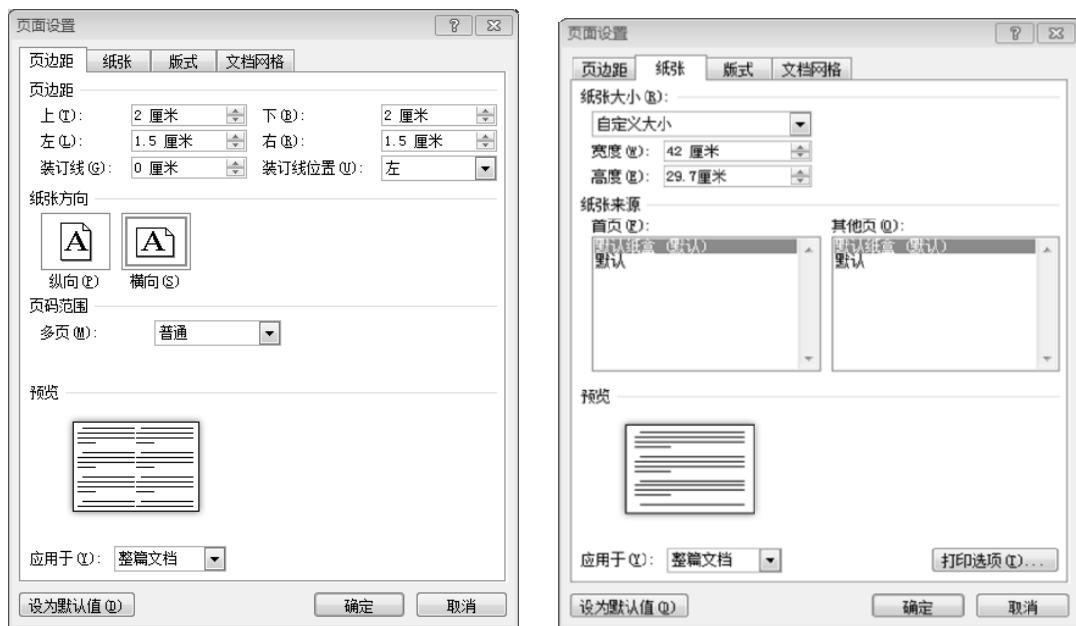 页面设置
页边距 纸张 版式 文档网格
页边距
上(T): 2 厘米 下(B): 2 厘米
左(L): 1.5 厘米 右(R): 1.5 厘米
装订线(G): 0 厘米 装订线位置(U): 左
纸张方向
A A
纵向(P) 横向(S)
页码范围
多页(M): 普通
预览
应用于(Y): 整篇文档
设为默认值(D) 确定 取消
页面设置
页边距 纸张 版式 文档网格
纸张大小(R):
自定义大小
宽度(W): 42 厘米
高度(E): 29.7厘米
纸张来源
首页(F): 其他页(O):
默认纸盒 (默认) 默认纸盒 (默认)
默认 默认
预览
应用于(Y): 整篇文档 打印选项(T)...
设为默认值(D) 确定 取消